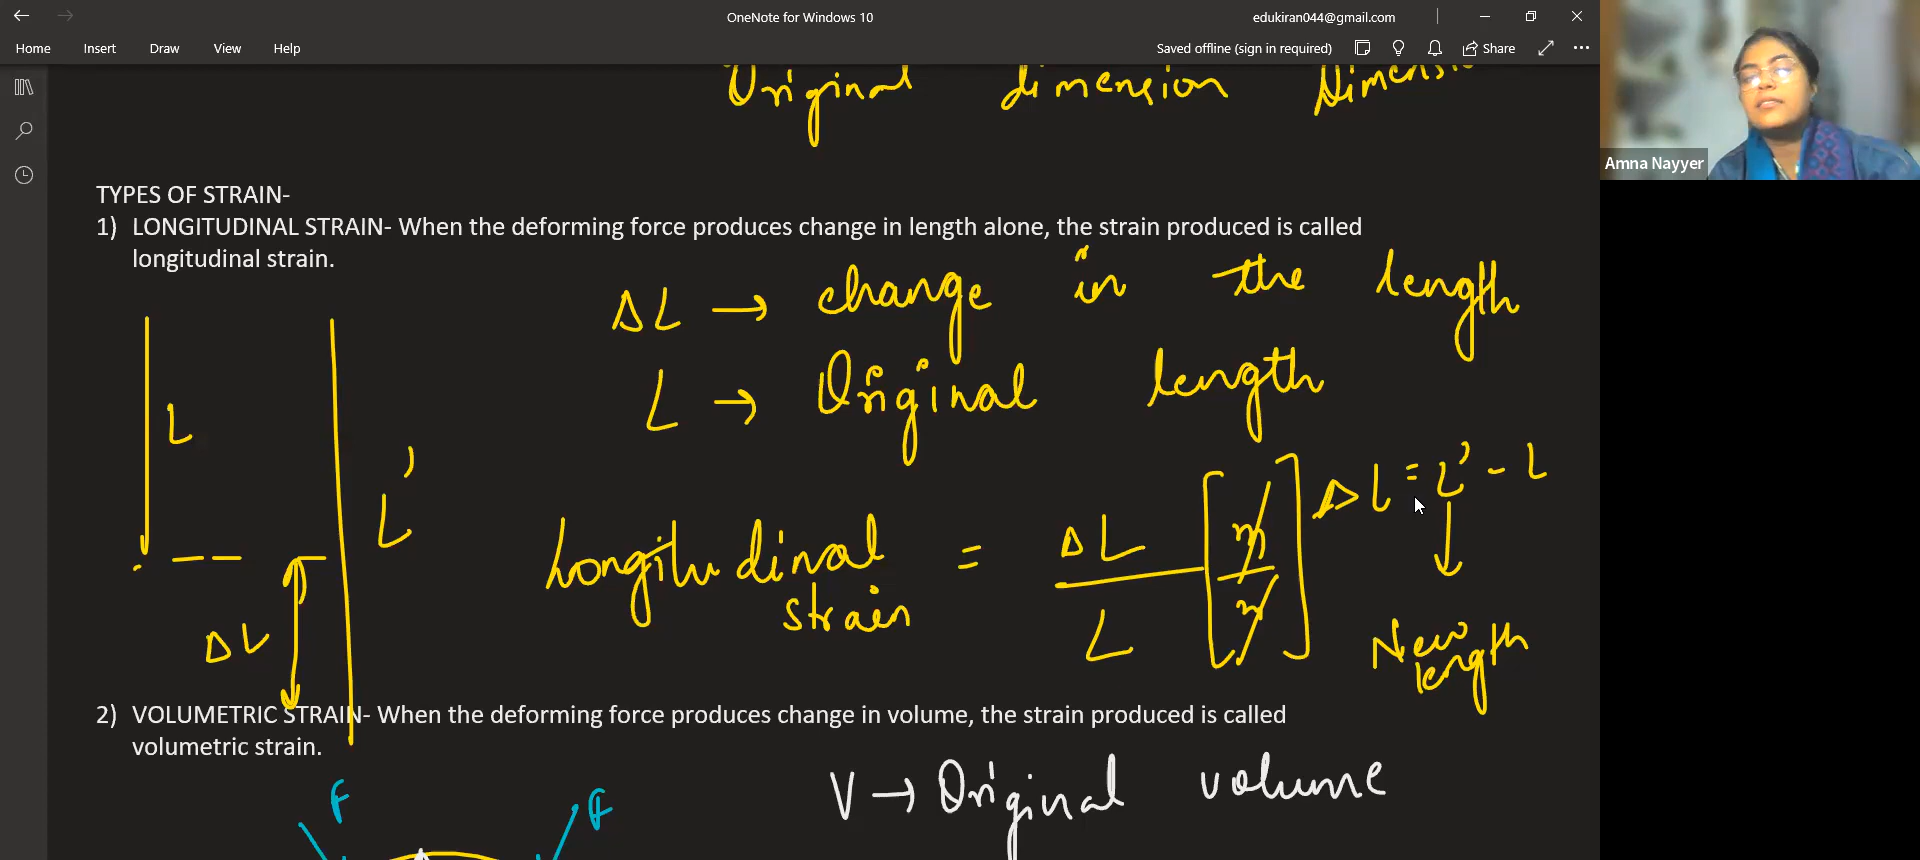 OneNote for Windows 10
edukiran044@gmail.com
Home Insert Draw View Help
Saved offline (sign in required) Share
Original dimension Dimensi
Amna Nayyer
TYPES OF STRAIN-
1) LONGITUDINAL STRAIN- When the deforming force produces change in length alone, the strain produced is called
longitudinal strain.
ΔL → change in the length
L → Original length
L
L'
ΔL
Longitudinal strain = ΔL / L [m/m]
ΔL = L' - L
New length
2) VOLUMETRIC STRAIN- When the deforming force produces change in volume, the strain produced is called
volumetric strain.
F F
V → Original volume